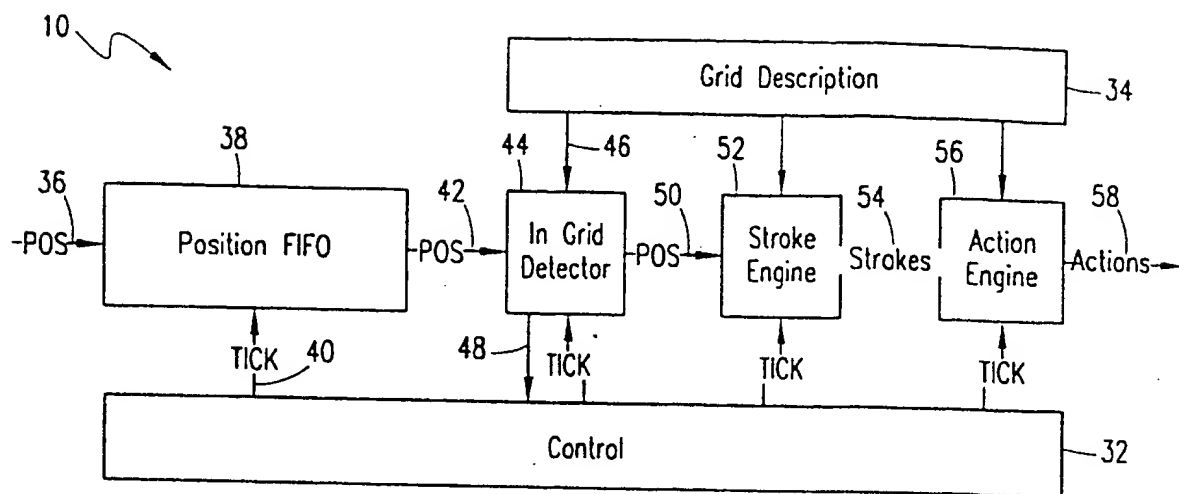 10
Grid Description
34
38
44
46
52
56
36
42
50
54
58
-POS
Position FIFO
-POS
In Grid
Detector
-POS
Stroke
Engine
Strokes
Action
Engine
Actions
TICK
40
48
TICK
TICK
TICK
Control
32